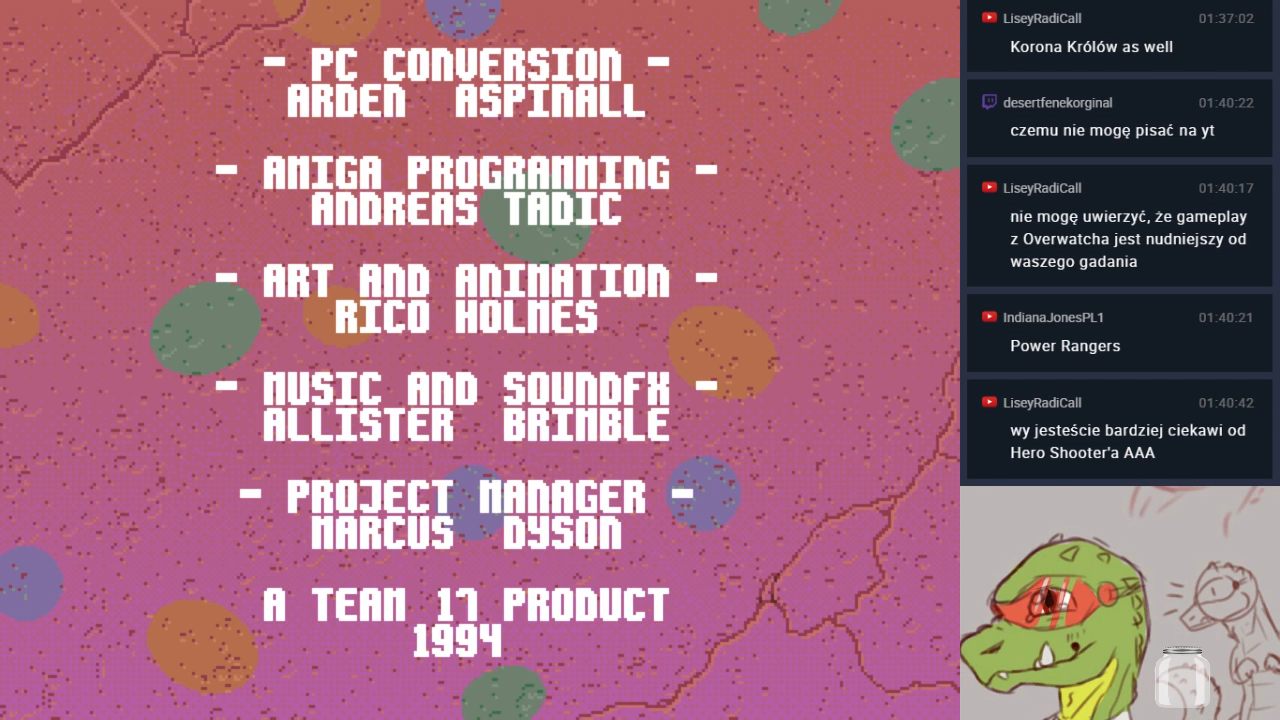 - PC CONVERSION -
ARDEN ASPINALL
- AMIGA PROGRAMMING -
ANDREAS TADIC
- ART AND ANIMATION -
RICO HOLMES
- MUSIC AND SOUNDFX -
ALLISTER BRIMBLE
- PROJECT MANAGER -
MARCUS DYSON
A TEAM 17 PRODUCT
1994
LiseyRadiCall 01:37:02
Korona Królów as well
desertfenekorginal 01:40:22
czemu nie mogę pisać na yt
LiseyRadiCall 01:40:17
nie mogę uwierzyć, że gameplay
z Overwatcha jest nudniejszy od
waszego gadania
IndianaJonesPL1 01:40:21
Power Rangers
LiseyRadiCall 01:40:42
wy jesteście bardziej ciekawi od
Hero Shooter'a AAA